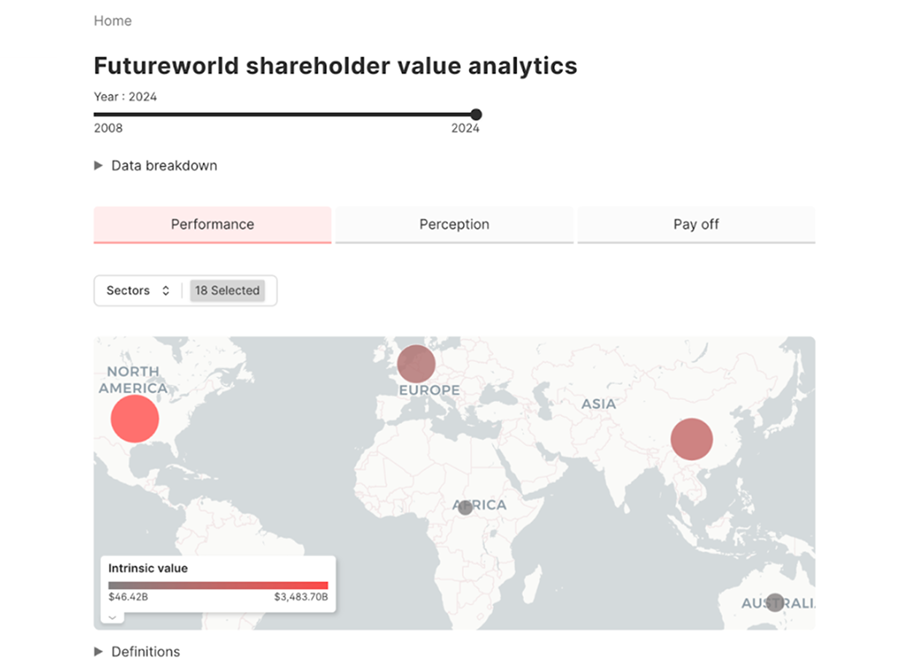 Home
Futureworld shareholder value analytics
Year : 2024
2008 2024
Data breakdown
Performance Perception Pay off
Sectors 18 Selected
NORTH
AMERICA
EUROPE
ASIA
AFRICA
AUSTRALI
Intrinsic value
$46.42B $3,483.70B
Definitions